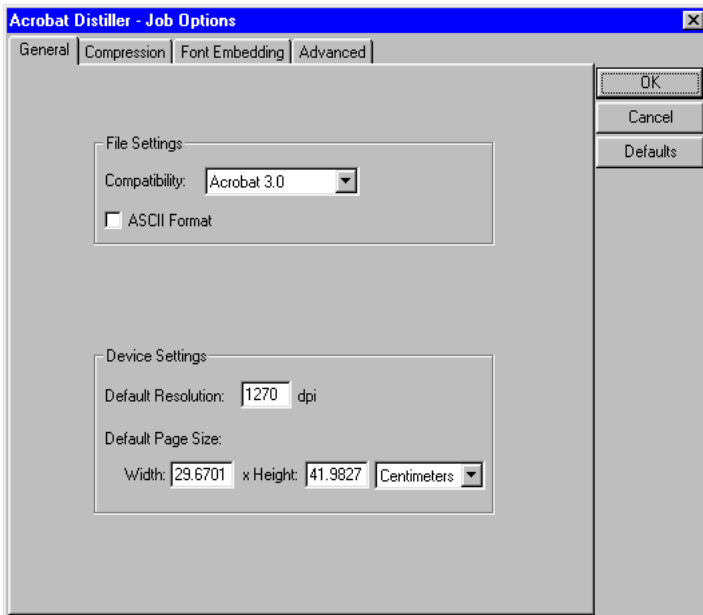 Acrobat Distiller - Job Options
General Compression Font Embedding Advanced
OK
Cancel
Defaults
File Settings
Compatibility: Acrobat 3.0
ASCII Format
Device Settings
Default Resolution: 1270 dpi
Default Page Size:
Width: 29.6701 x Height: 41.9827 Centimeters